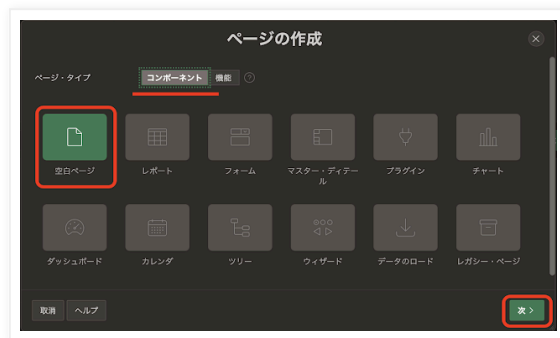 ページの作成
ページ・タイプ
コンポーネント 機能 ?
空白ページ レポート フォーム マスター・ディテール プラグイン チャート
ダッシュボード カレンダ ツリー ウィザード データのロード レガシー・ページ
取消 ヘルプ 次 >